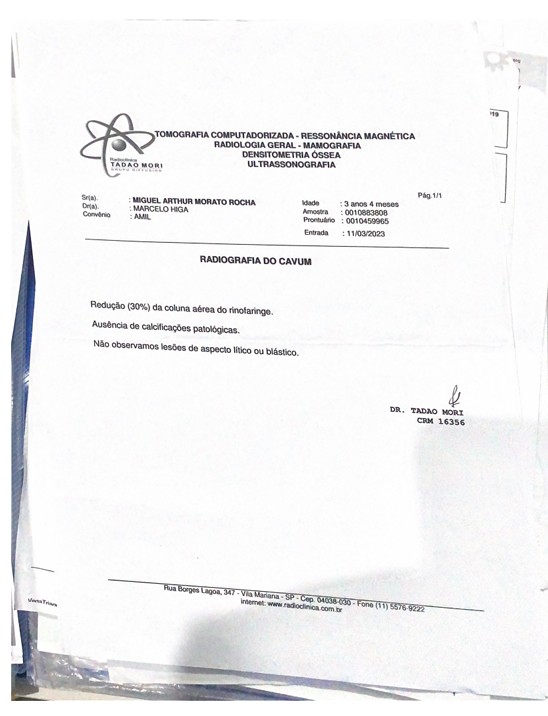 TOMOGRAFIA COMPUTADORIZADA - RESSONÂNCIA MAGNÉTICA
RADIOLOGIA GERAL - MAMOGRAFIA
DENSITOMETRIA ÓSSEA
ULTRASSONOGRAFIA
Radioclínica
TADAO MORI
Pág.1/1
Sr(a). : MIGUEL ARTHUR MORATO ROCHA
Dr(a). : MARCELO HIGA
Convênio : AMIL
Idade : 3 anos 4 meses
Amostra : 0010883808
Prontuário : 0010459965
Entrada : 11/03/2023
RADIOGRAFIA DO CAVUM
Redução (30%) da coluna aérea do rinofaringe.
Ausência de calcificações patológicas.
Não observamos lesões de aspecto lítico ou blástico.
DR. TADAO MORI
CRM 16356
Rua Borges Lagoa, 347 - Vila Mariana - SP - Cep. 04038-030 - Fone (11) 5576-9222
internet: www.radioclinica.com.br